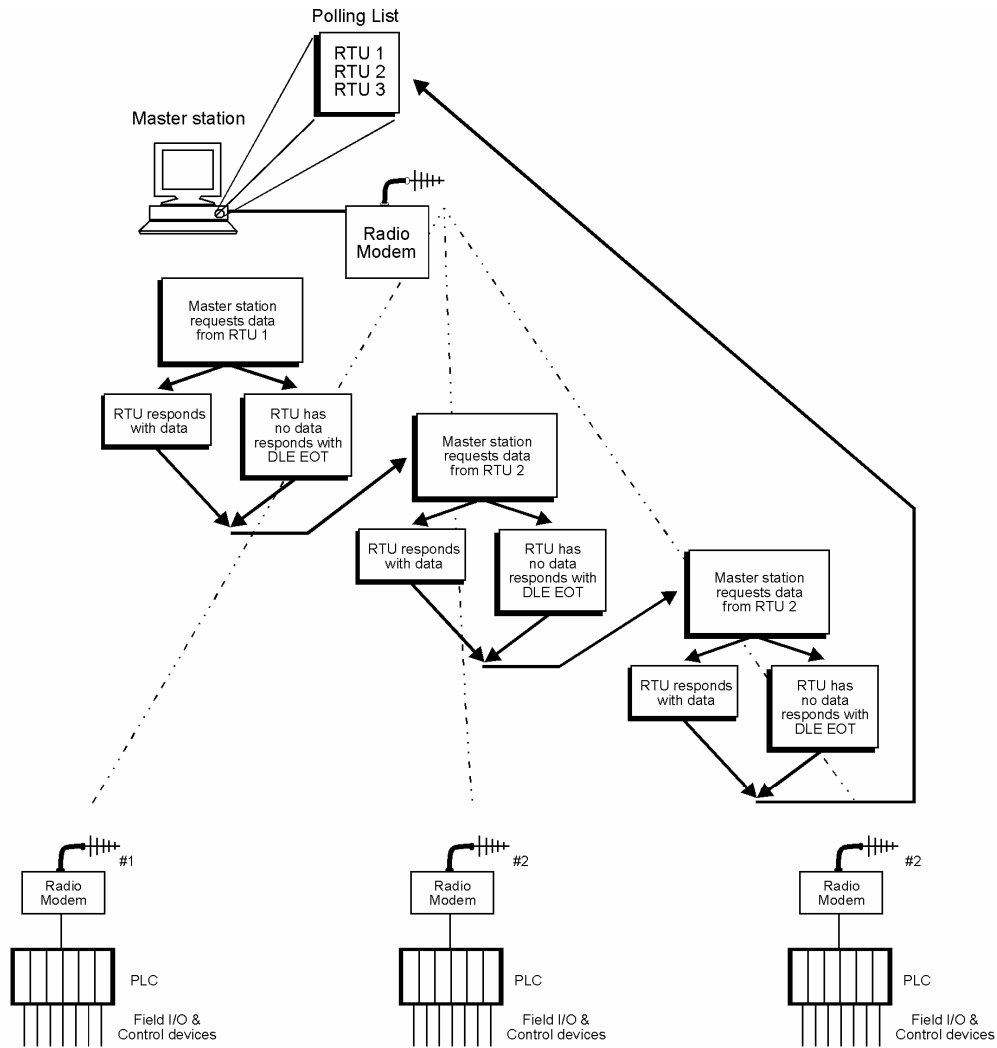 Polling List
RTU 1
RTU 2
RTU 3
Master station
Radio
Modem
Master station
requests data
from RTU 1
RTU responds
with data
RTU has
no data
responds with
DLE EOT
Master station
requests data
from RTU 2
RTU responds
with data
RTU has
no data
responds with
DLE EOT
Master station
requests data
from RTU 2
RTU responds
with data
RTU has
no data
responds with
DLE EOT
#1
Radio
Modem
PLC
Field I/O &
Control devices
#2
Radio
Modem
PLC
Field I/O &
Control devices
#2
Radio
Modem
PLC
Field I/O &
Control devices